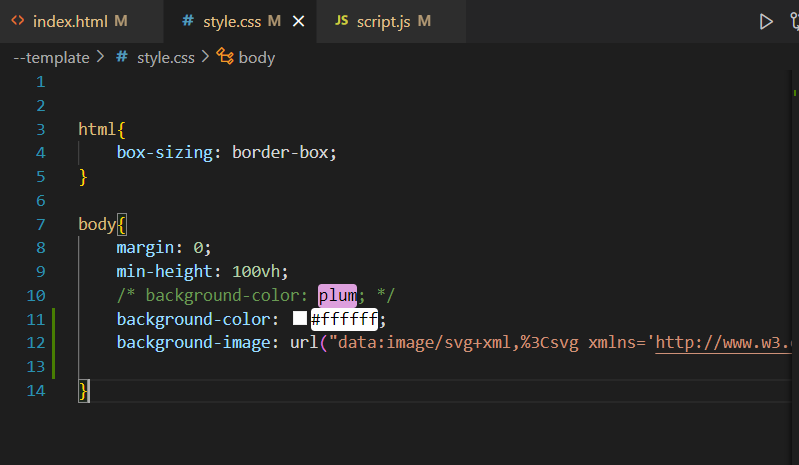 index.html M style.css M JS script.js M
--template > # style.css > body
1
2
3 html{
4 box-sizing: border-box;
5 }
6
7 body{
8 margin: 0;
9 min-height: 100vh;
10 /* background-color: plum; */
11 background-color: #ffffff;
12 background-image: url("data:image/svg+xml,%3Csvg xmlns='http://www.w3.
13
14 }